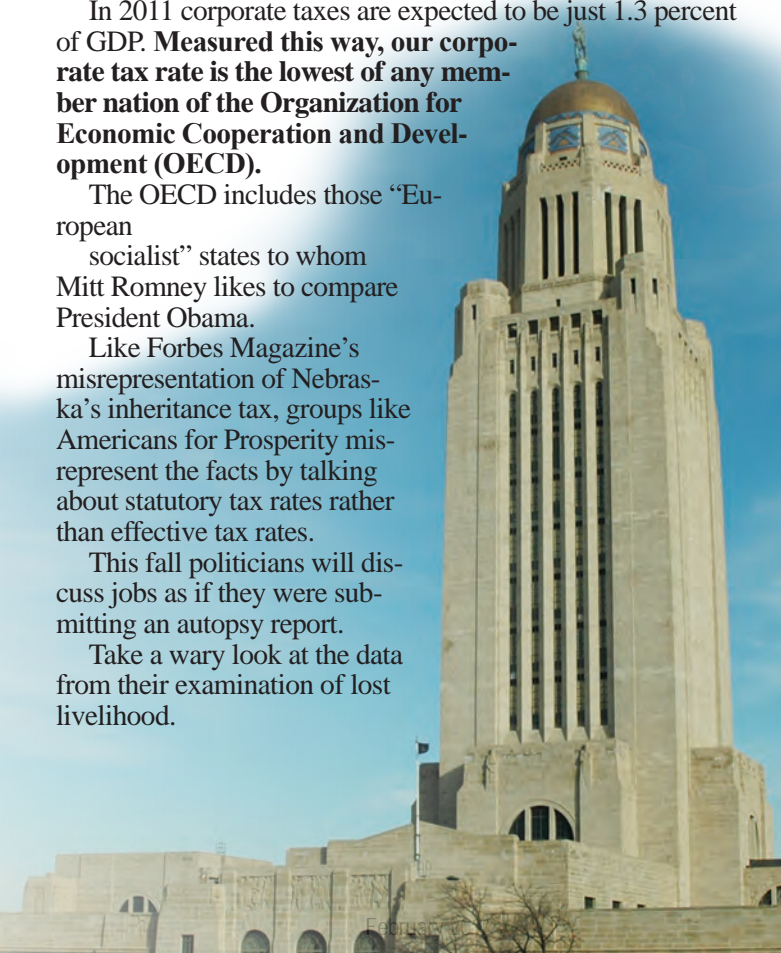 In 2011 corporate taxes are expected to be just 1.3 percent
of GDP. Measured this way, our corpo-
rate tax rate is the lowest of any mem-
ber nation of the Organization for
Economic Cooperation and Devel-
opment (OECD).
The OECD includes those “Eu-
ropean
socialist” states to whom
Mitt Romney likes to compare
President Obama.
Like Forbes Magazine’s
misrepresentation of Nebras-
ka’s inheritance tax, groups like
Americans for Prosperity mis-
represent the facts by talking
about statutory tax rates rather
than effective tax rates.
This fall politicians will dis-
cuss jobs as if they were sub-
mitting an autopsy report.
Take a wary look at the data
from their examination of lost
livelihood.
February